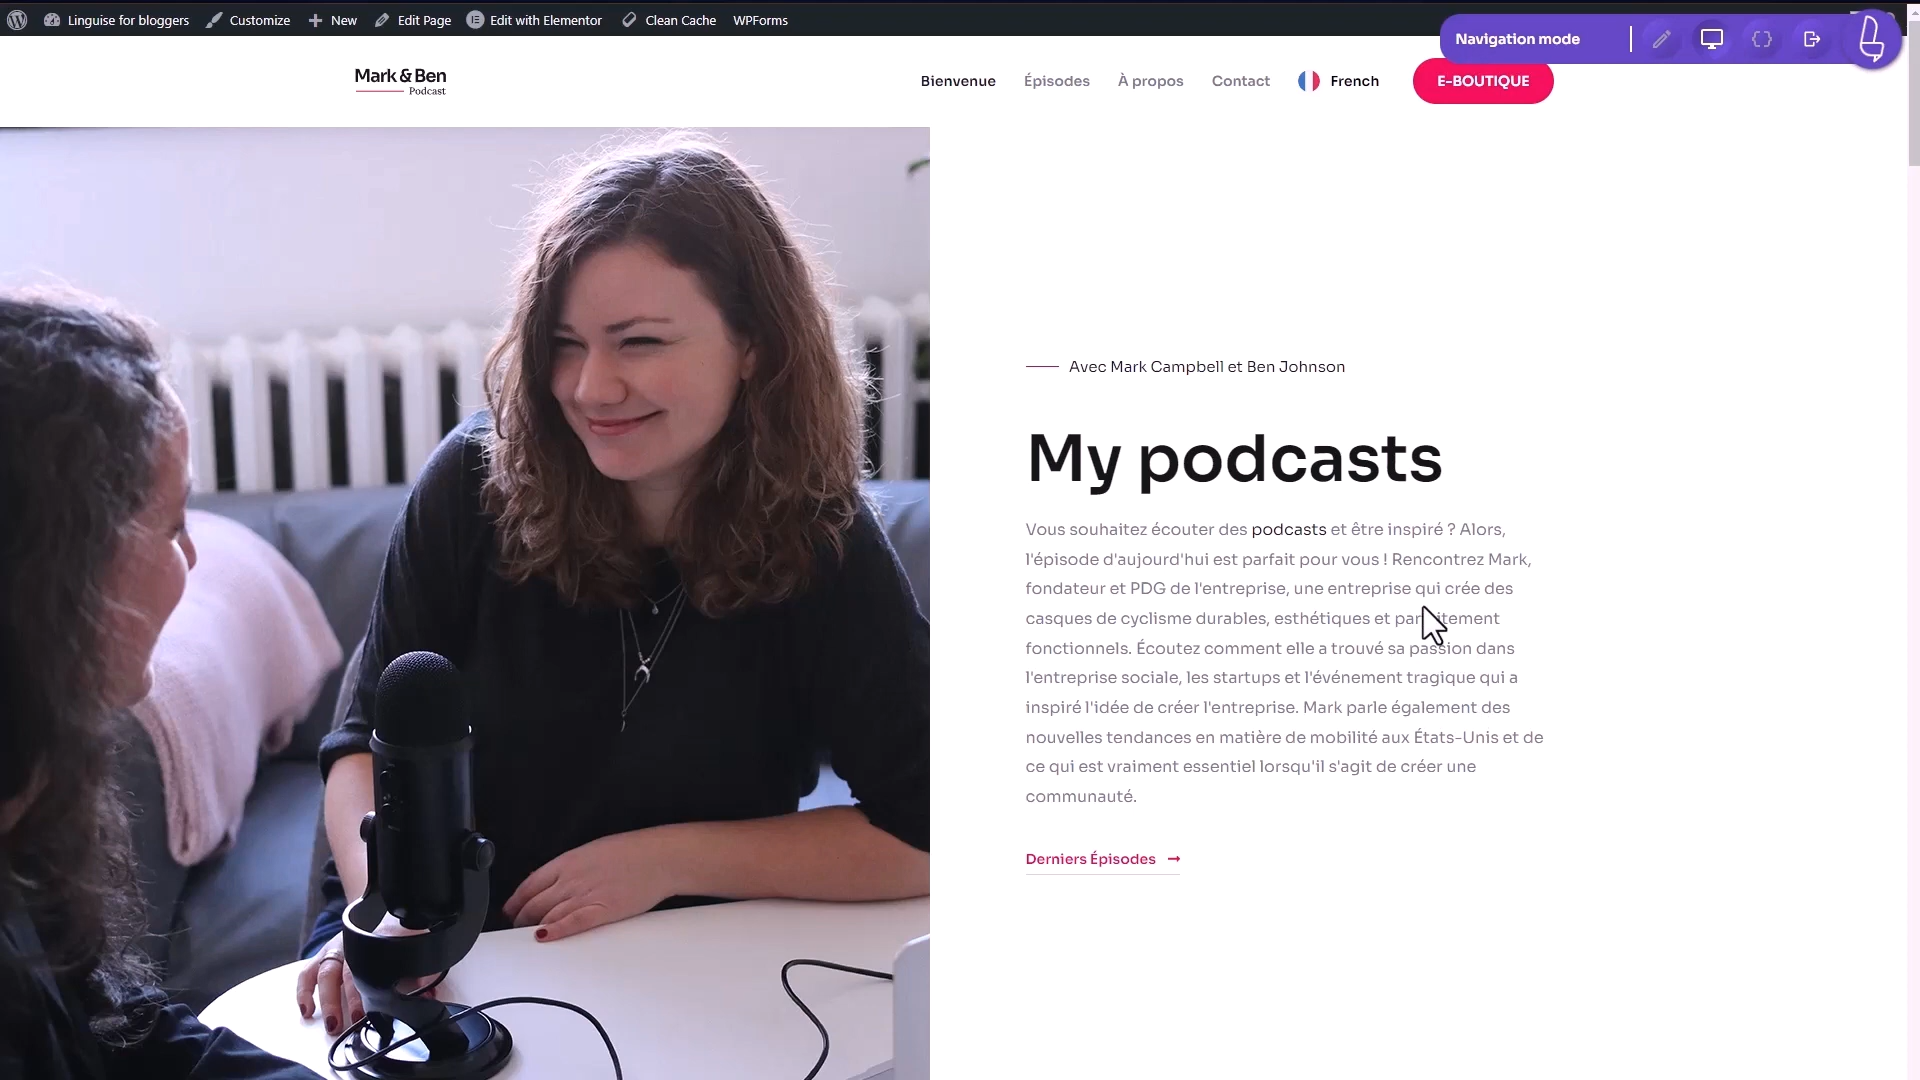 Linguise for bloggers Customize New Edit Page Edit with Elementor Clean Cache WPForms
Navigation mode
Mark & Ben
Podcast
Bienvenue Épisodes À propos Contact French E-BOUTIQUE
Avec Mark Campbell et Ben Johnson
My podcasts
Vous souhaitez écouter des podcasts et être inspiré ? Alors,
l'épisode d'aujourd'hui est parfait pour vous ! Rencontrez Mark,
fondateur et PDG de l'entreprise, une entreprise qui crée des
casques de cyclisme durables, esthétiques et parfaitement
fonctionnels. Écoutez comment elle a trouvé sa passion dans
l'entreprise sociale, les startups et l'événement tragique qui a
inspiré l'idée de créer l'entreprise. Mark parle également des
nouvelles tendances en matière de mobilité aux États-Unis et de
ce qui est vraiment essentiel lorsqu'il s'agit de créer une
communauté.
Derniers Épisodes →